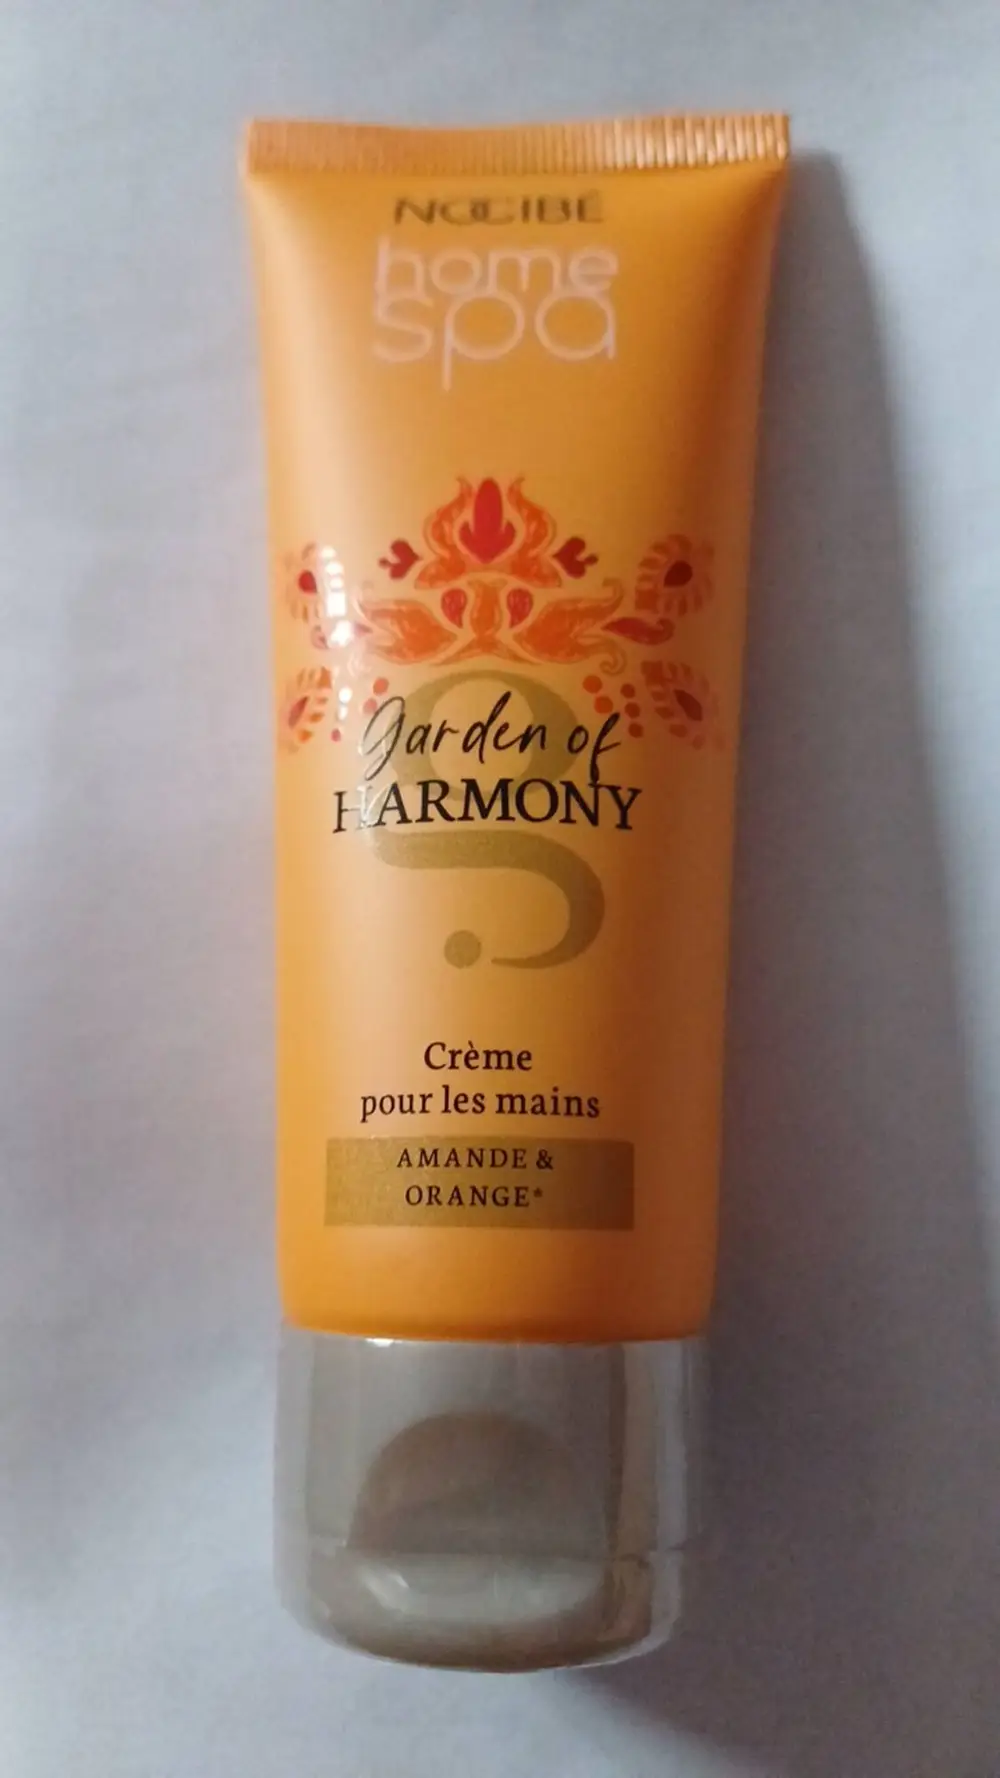 NOCIBÉ
home
spa
garden of
HARMONY
Crème
pour les mains
AMANDE &
ORANGE*